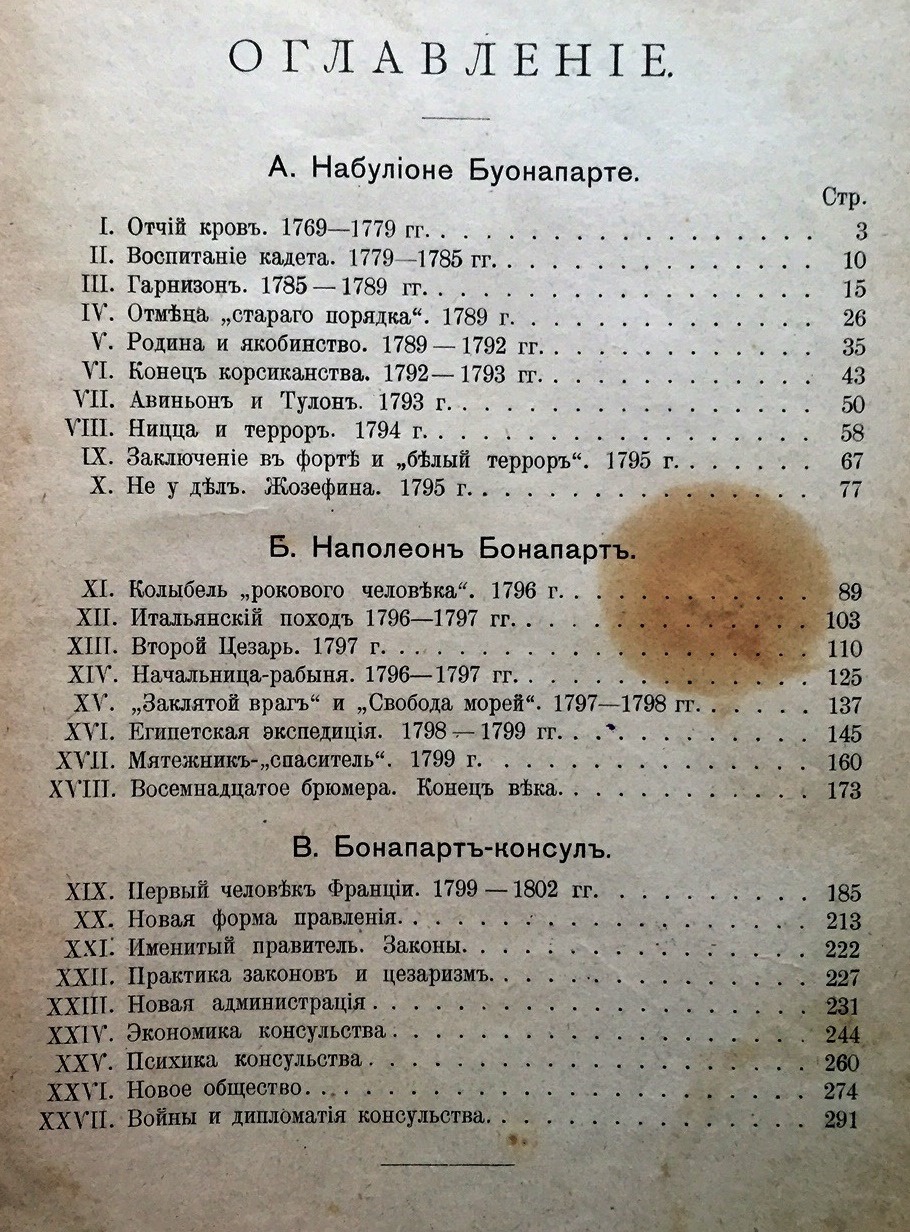 ОГЛАВЛЕНІЕ.
А. Набуліоне Буонапарте.
Стр.
I. Отчій кровъ. 1769—1779 гг. . . . . . . . . . . . . . . . . . 3
II. Воспитаніе кадета. 1779—1785 гг. . . . . . . . . . . . . . . 10
III. Гарнизонъ. 1785—1789 гг. . . . . . . . . . . . . . . . . . 15
IV. Отмѣна „стараго порядка“. 1789 г. . . . . . . . . . . . . . 26
V. Родина и якобинство. 1789—1792 гг. . . . . . . . . . . . . . 35
VI. Конецъ корсиканства. 1792—1793 гг. . . . . . . . . . . . . . 43
VII. Авиньонъ и Тулонъ. 1793 г. . . . . . . . . . . . . . . . . 50
VIII. Ницца и терроръ. 1794 г. . . . . . . . . . . . . . . . . . 58
IX. Заключеніе въ фортѣ и „бѣлый терроръ“. 1795 г. . . . . . . . 67
X. Не у дѣлъ. Жозефина. 1795 г. . . . . . . . . . . . . . . . . 77
Б. Наполеонъ Бонапартъ.
XI. Колыбель „рокового человѣка“. 1796 г. . . . . . . . . . . . . 89
XII. Итальянскій походъ 1796—1797 гг. . . . . . . . . . . . . . . 103
XIII. Второй Цезарь. 1797 г. . . . . . . . . . . . . . . . . . . 110
XIV. Начальница-рабыня. 1796—1797 гг. . . . . . . . . . . . . . . 125
XV. „Заклятой врагъ“ и „Свобода морей“. 1797—1798 гг. . . . . . . 137
XVI. Египетская экспедиція. 1798—1799 гг. . . . . . . . . . . . . 145
XVII. Мятежникъ-„спаситель“. 1799 г. . . . . . . . . . . . . . . 160
XVIII. Восемнадцатое брюмера. Конецъ вѣка. . . . . . . . . . . . 173
В. Бонапартъ-консулъ.
XIX. Первый человѣкъ Франціи. 1799—1802 гг. . . . . . . . . . . 185
XX. Новая форма правленія. . . . . . . . . . . . . . . . . . . 213
XXI. Именитый правитель. Законы. . . . . . . . . . . . . . . . 222
XXII. Практика законовъ и цезаризмъ. . . . . . . . . . . . . . 227
XXIII. Новая администрація . . . . . . . . . . . . . . . . . . 231
XXIV. Экономика консульства . . . . . . . . . . . . . . . . . 244
XXV. Психика консульства . . . . . . . . . . . . . . . . . . . 260
XXVI. Новое общество. . . . . . . . . . . . . . . . . . . . . 274
XXVII. Войны и дипломатія консульства. . . . . . . . . . . . . 291